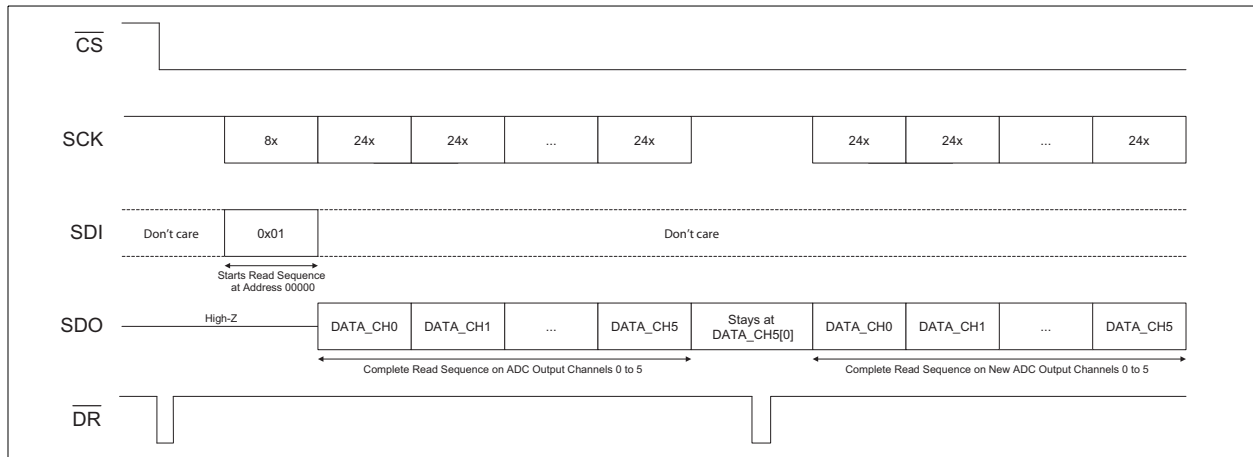 CS
SCK
8x 24x 24x ... 24x 24x 24x ... 24x
SDI
Don't care 0x01 Don't care
Starts Read Sequence
at Address 00000
SDO
High-Z DATA_CH0 DATA_CH1 ... DATA_CH5 Stays at
DATA_CH5[0] DATA_CH0 DATA_CH1 ... DATA_CH5
Complete Read Sequence on ADC Output Channels 0 to 5 Complete Read Sequence on New ADC Output Channels 0 to 5
DR